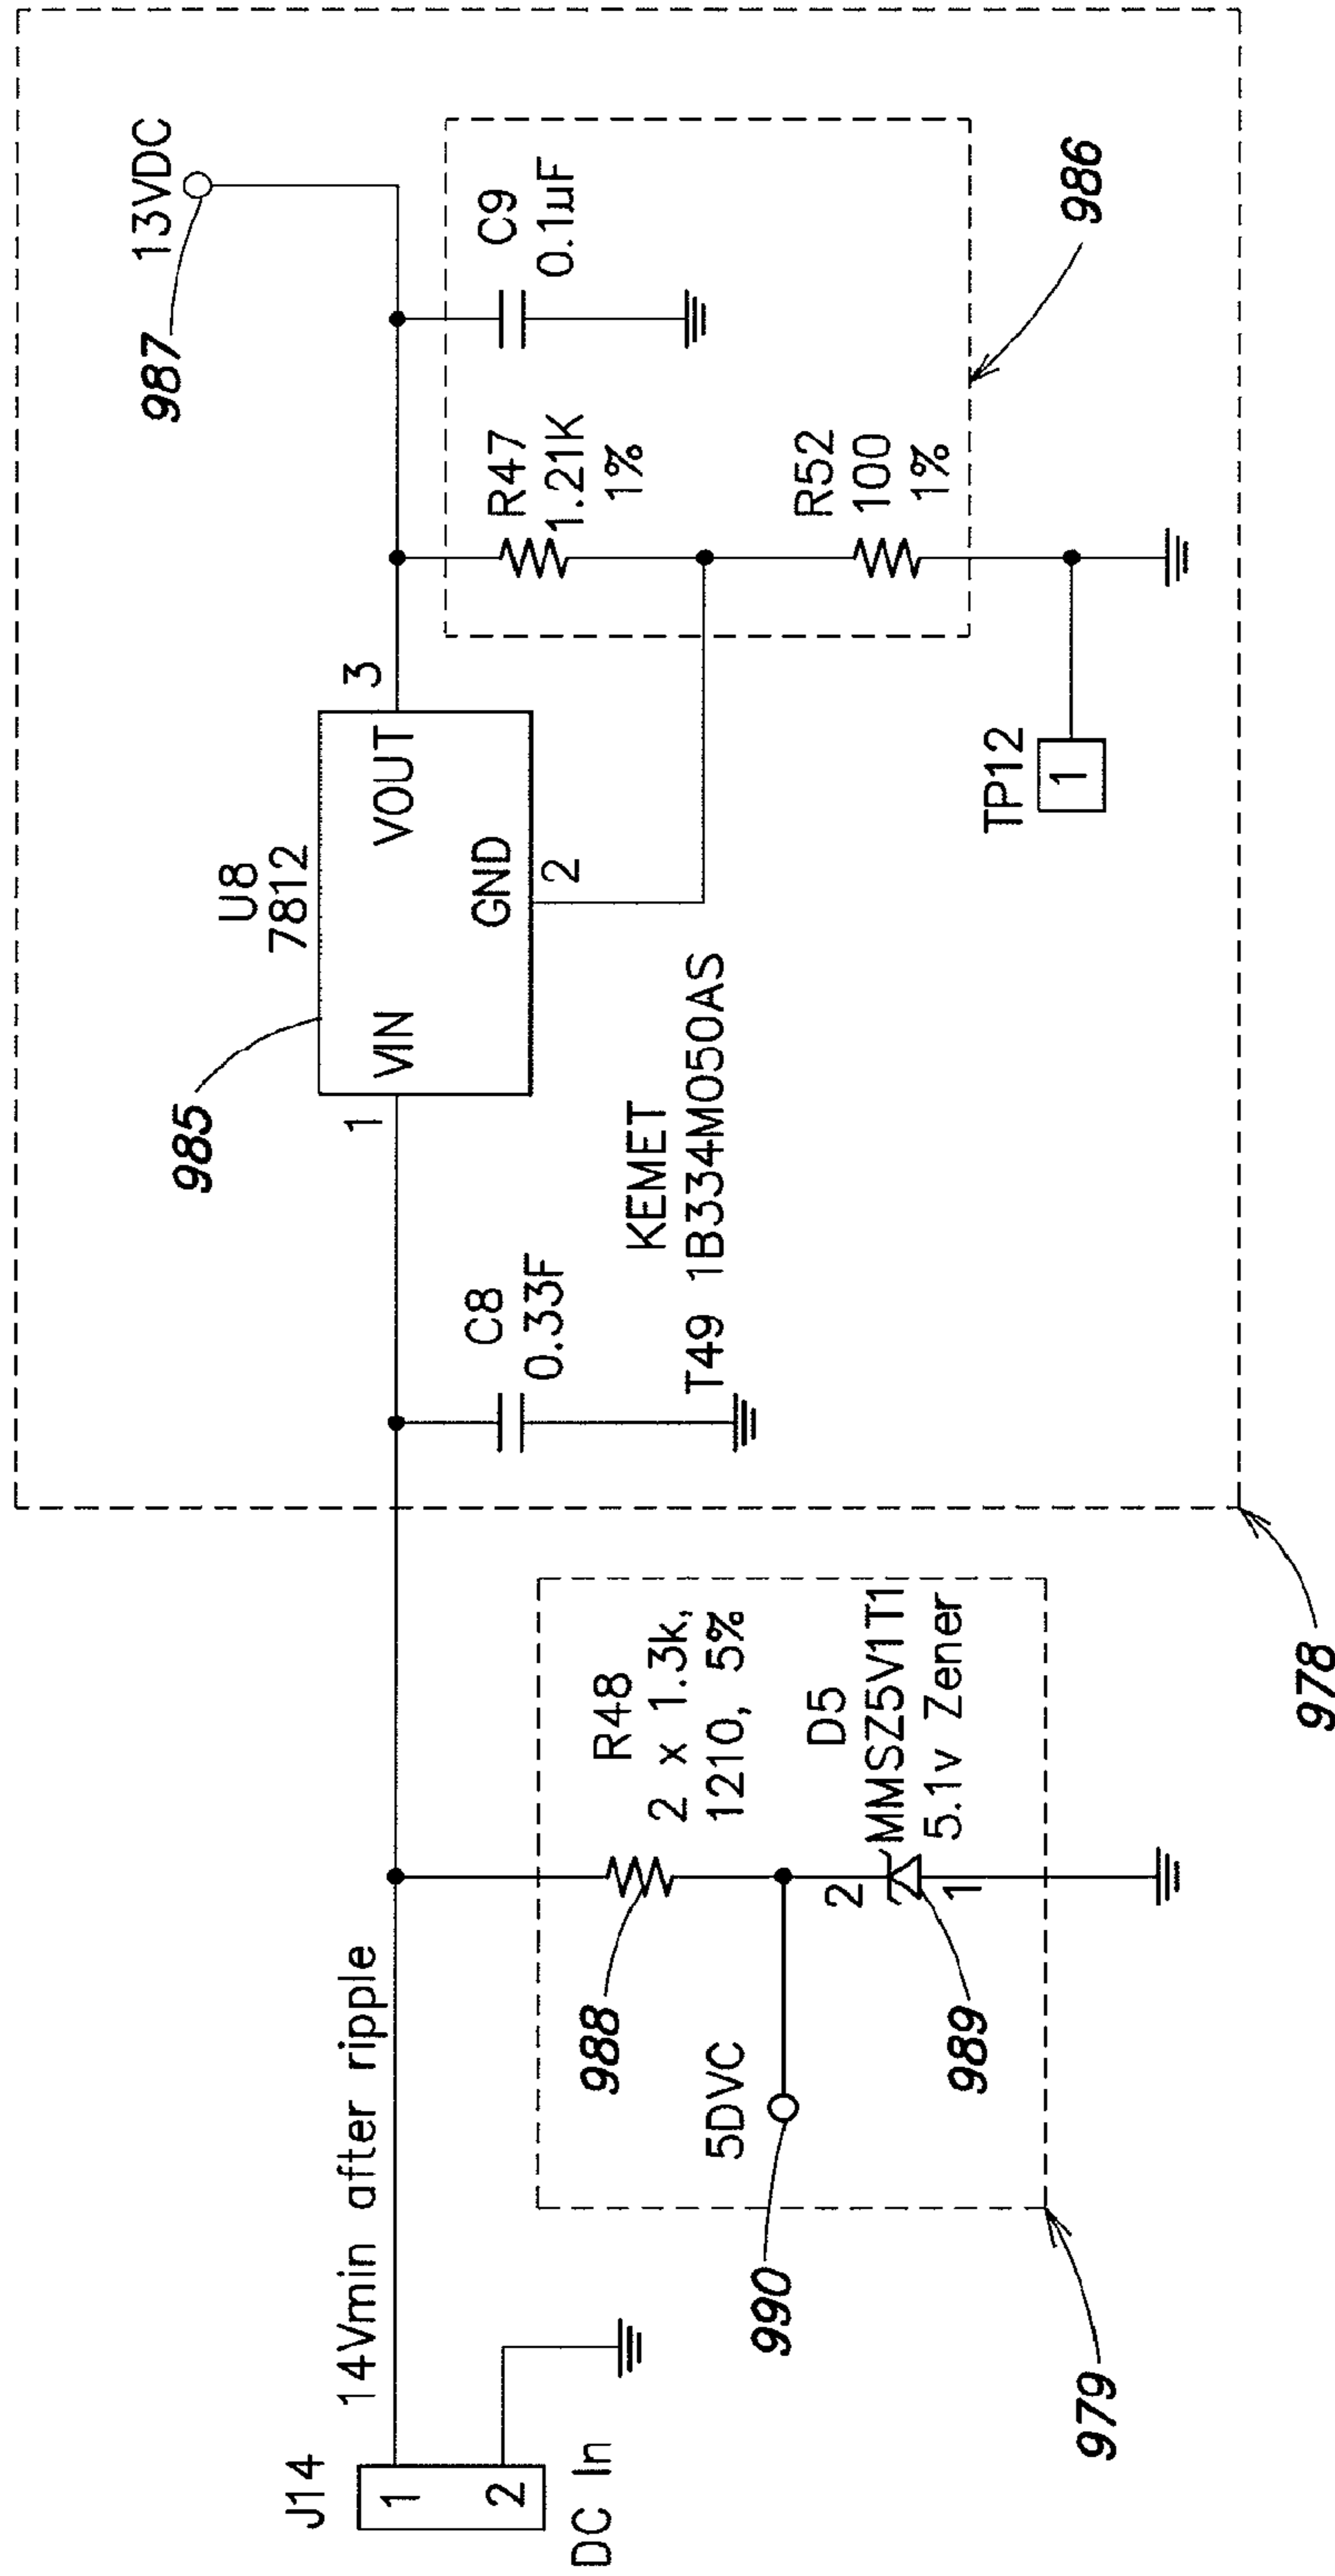 J14
1
2
DC In
14Vmin after ripple
R48
2 x 1.3k,
1210, 5%
988
5DVC
990
2
D5
MMSZ5V1T1
5.1v Zener
1
989
979
C8
0.33F
KEMET
T49 1B334M050AS
985
U8
7812
1
VIN
VOUT
3
GND
2
987
13VDC
C9
0.1µF
R47
1.21K
1%
R52
100
1%
986
TP12
1
978